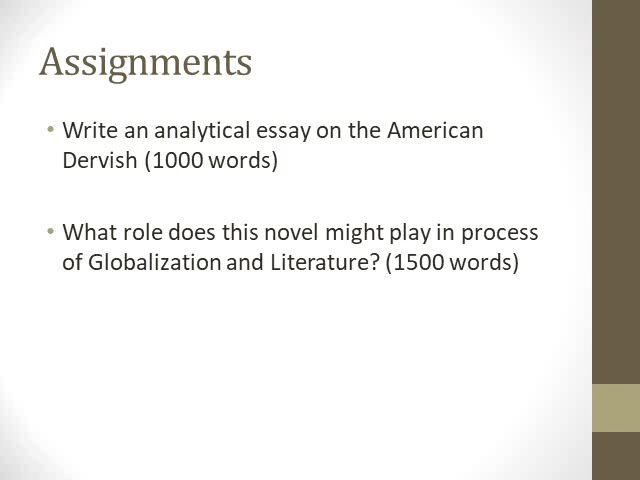 Assignments
• Write an analytical essay on the American
Dervish (1000 words)
• What role does this novel might play in process
of Globalization and Literature? (1500 words)